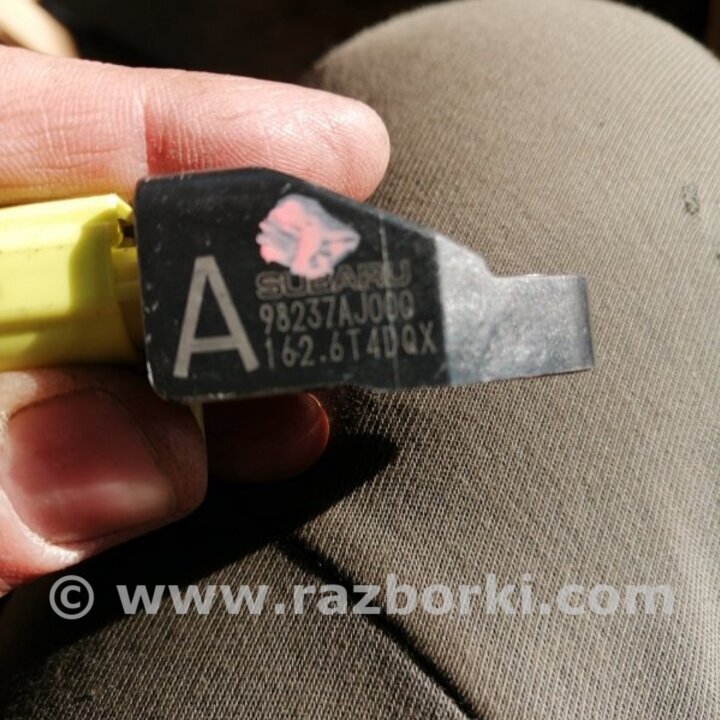 A
SUBARU
98237AJ000
162.6T4DQX
© www.razborki.com